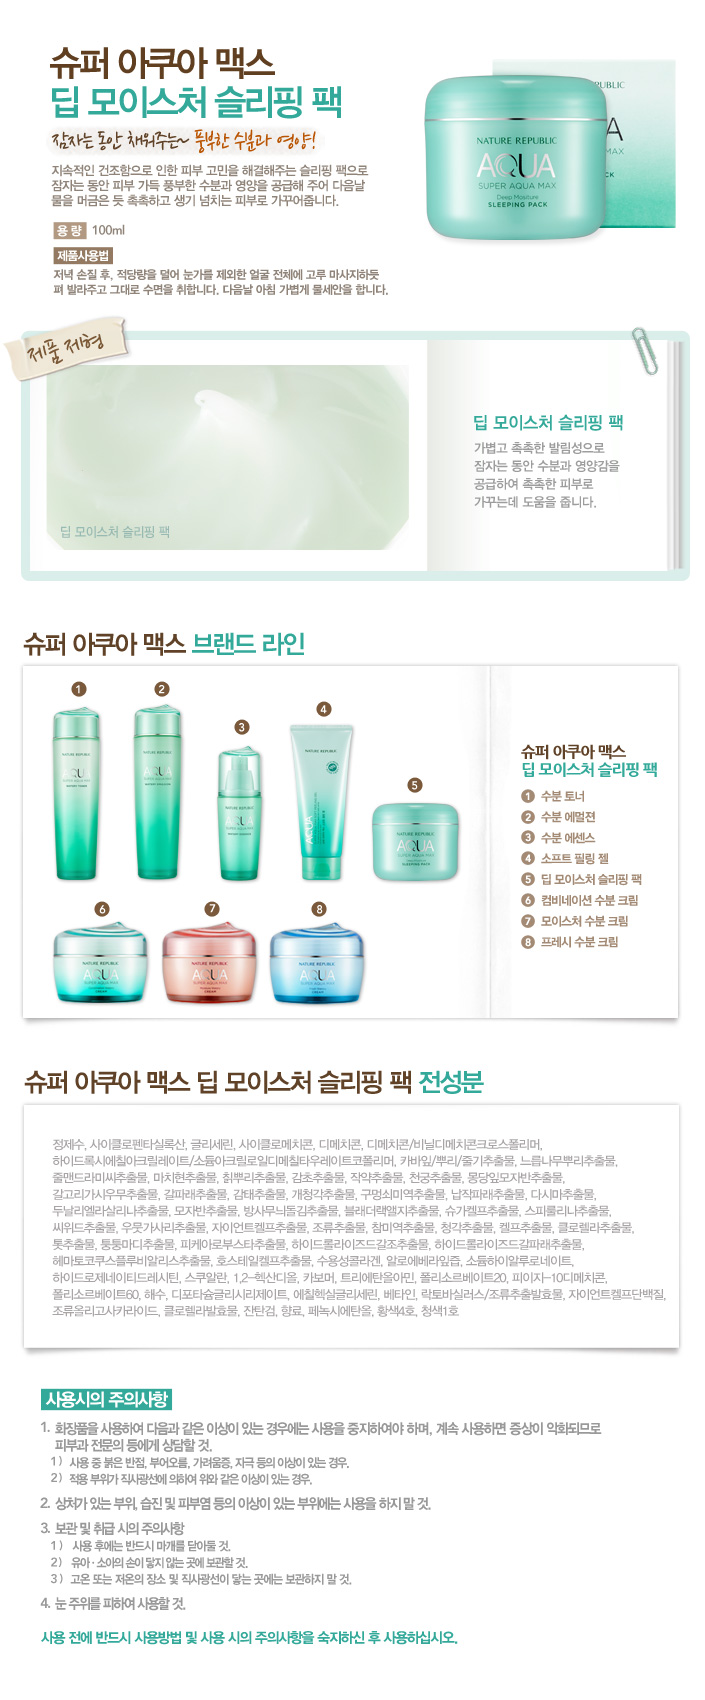 슈퍼 아쿠아 맥스
딥 모이스처 슬리핑 팩
잠자는 동안 채워주는~ 풍부한 수분과 영양!
지속적인 건조함으로 인한 피부 고민을 해결해주는 슬리핑 팩으로
잠자는 동안 피부 가득 풍부한 수분과 영양을 공급해 주어 다음날
물을 머금은 듯 촉촉하고 생기 넘치는 피부로 가꾸어줍니다.
용 량 100ml
제품사용법
저녁 손질 후, 적당량을 덜어 눈가를 제외한 얼굴 전체에 고루 마사지하듯
펴 발라주고 그대로 수면을 취합니다. 다음날 아침 가볍게 물세안을 합니다.
NATURE REPUBLIC
AQUA
SUPER AQUA MAX
Deep Moisture
SLEEPING PACK
제품 제형
딥 모이스처 슬리핑 팩
딥 모이스처 슬리핑 팩
가볍고 촉촉한 발림성으로
잠자는 동안 수분과 영양감을
공급하여 촉촉한 피부로
가꾸는데 도움을 줍니다.
슈퍼 아쿠아 맥스 브랜드 라인
1
2
3
4
5
6
7
8
슈퍼 아쿠아 맥스
딥 모이스처 슬리핑 팩
1 수분 토너
2 수분 에멀젼
3 수분 에센스
4 소프트 필링 젤
5 딥 모이스처 슬리핑 팩
6 컴비네이션 수분 크림
7 모이스처 수분 크림
8 프레시 수분 크림
슈퍼 아쿠아 맥스 딥 모이스처 슬리핑 팩 전성분
정제수, 사이클로펜타실록산, 글리세린, 사이클로메치콘, 디메치콘, 디메치콘/비닐디메치콘크로스폴리머,
하이드록시에칠아크릴레이트/소듐아크릴로일디메칠타우레이트코폴리머, 카바잎/뿌리/줄기추출물, 느릅나무뿌리추출물,
줄맨드라미씨추출물, 마치현추출물, 칡뿌리추출물, 감초추출물, 작약추출물, 천궁추출물, 몽당잎모자반추출물,
갈고리가시우무추출물, 갈파래추출물, 감태추출물, 개청각추출물, 구멍쇠미역추출물, 납작파래추출물, 다시마추출물,
두날리엘라살리나추출물, 모자반추출물, 방사무늬돌김추출물, 블래더랙앨지추출물, 슈가켈프추출물, 스피룰리나추출물,
씨위드추출물, 우뭇가사리추출물, 자이언트켈프추출물, 조류추출물, 참미역추출물, 청각추출물, 켈프추출물, 클로렐라추출물,
톳추출물, 퉁퉁마디추출물, 피케아로부스타추출물, 하이드롤라이즈드갈조추출물, 하이드롤라이즈드갈파래추출물,
헤마토코쿠스플루비알리스추출물, 호스테일켈프추출물, 수용성콜라겐, 알로에베라잎즙, 소듐하이알루로네이트,
하이드로제네이티드레시틴, 스쿠알란, 1,2-헥산디올, 카보머, 트리에탄올아민, 폴리소르베이트20, 피이지-10디메치콘,
폴리소르베이트60, 해수, 디포타슘글리시리제이트, 에칠헥실글리세린, 베타인, 락토바실러스/조류추출발효물, 자이언트켈프단백질,
조류올리고사카라이드, 클로렐라발효물, 잔탄검, 향료, 페녹시에탄올, 황색4호, 청색1호
사용시의 주의사항
1. 화장품을 사용하여 다음과 같은 이상이 있는 경우에는 사용을 중지하여야 하며, 계속 사용하면 증상이 악화되므로
피부과 전문의 등에게 상담할 것.
1) 사용 중 붉은 반점, 부어오름, 가려움증, 자극 등의 이상이 있는 경우.
2) 적용 부위가 직사광선에 의하여 위와 같은 이상이 있는 경우.
2. 상처가 있는 부위, 습진 및 피부염 등의 이상이 있는 부위에는 사용을 하지 말 것.
3. 보관 및 취급 시의 주의사항
1) 사용 후에는 반드시 마개를 닫아둘 것.
2) 유아·소아의 손이 닿지 않는 곳에 보관할 것.
3) 고온 또는 저온의 장소 및 직사광선이 닿는 곳에는 보관하지 말 것.
4. 눈 주위를 피하여 사용할 것.
사용 전에 반드시 사용방법 및 사용 시의 주의사항을 숙지하신 후 사용하십시오.